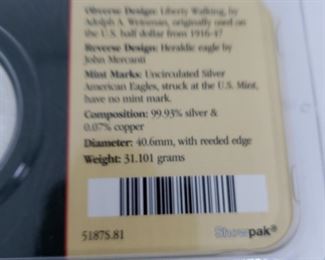 Obverse Design: Liberty Walking, by
Adolph A. Weinman, originally used on
the U.S. half dollar from 1916-47
Reverse Design: Heraldic eagle by
John Mercanti
Mint Marks: Uncirculated Silver
American Eagles, struck at the U.S. Mint,
have no mint mark.
Composition: 99.93% silver &
0.07% copper
Diameter: 40.6mm, with reeded edge
Weight: 31.101 grams
5187S.81
Showpak®